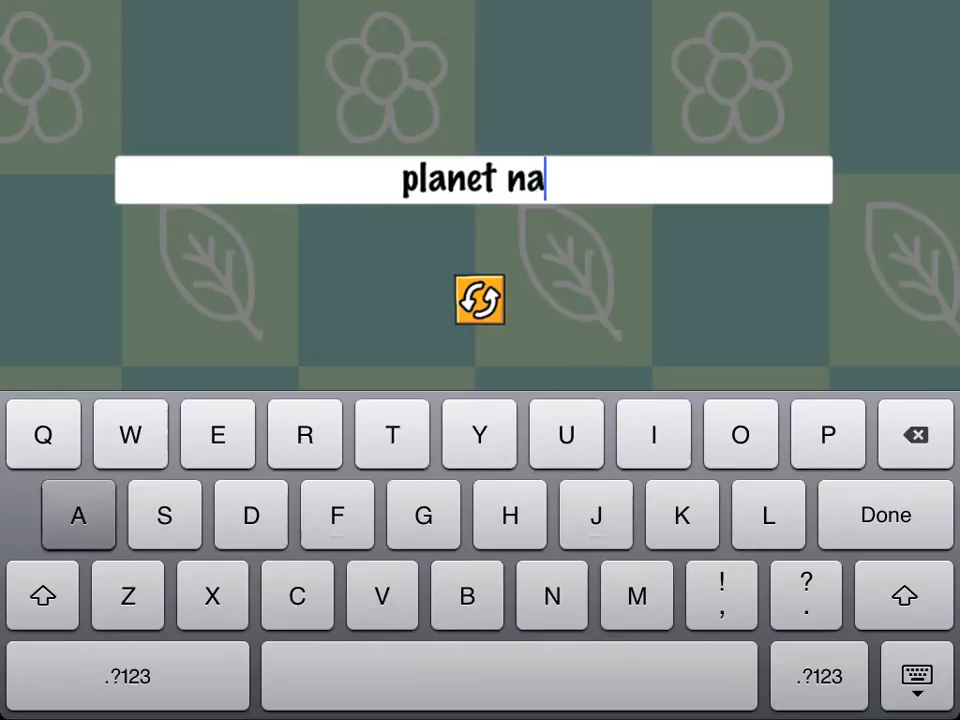 planet na
Q W E R T Y U I O P
A S D F G H J K L Done
Z X C V B N M ! , ? .
.?123 .?123